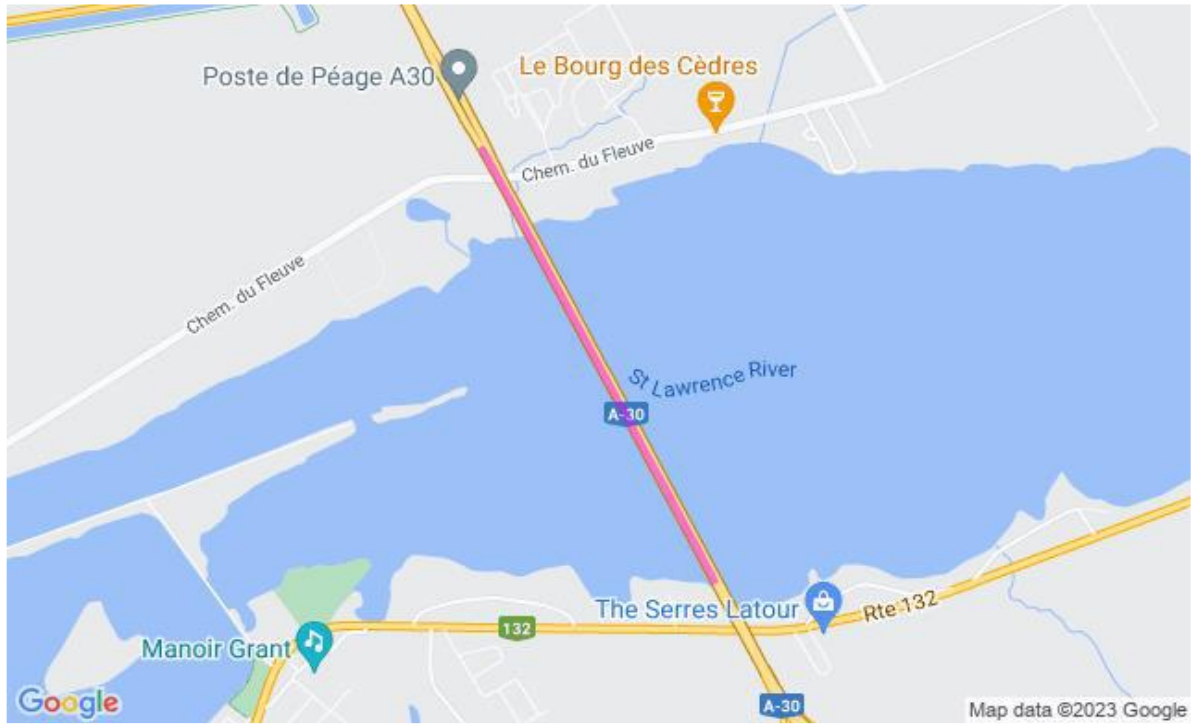 Poste de Péage A30
Le Bourg des Cèdres
Chem. du Fleuve
Chem. du Fleuve
St Lawrence River
A-30
The Serres Latour
Rte 132
132
Manoir Grant
A-30
Google
Map data ©2023 Google